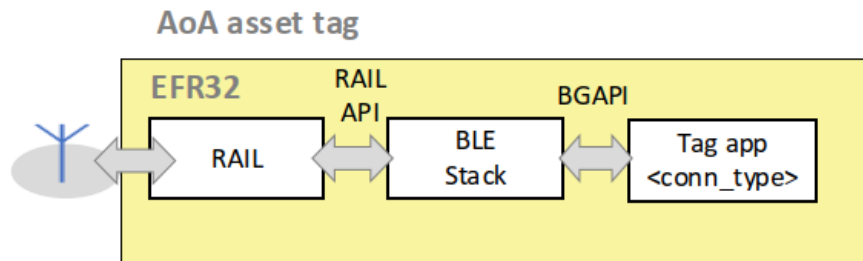 AoA asset tag
EFR32
RAIL
API
BGAPI
RAIL
BLE
Stack
Tag app
<conn_type>